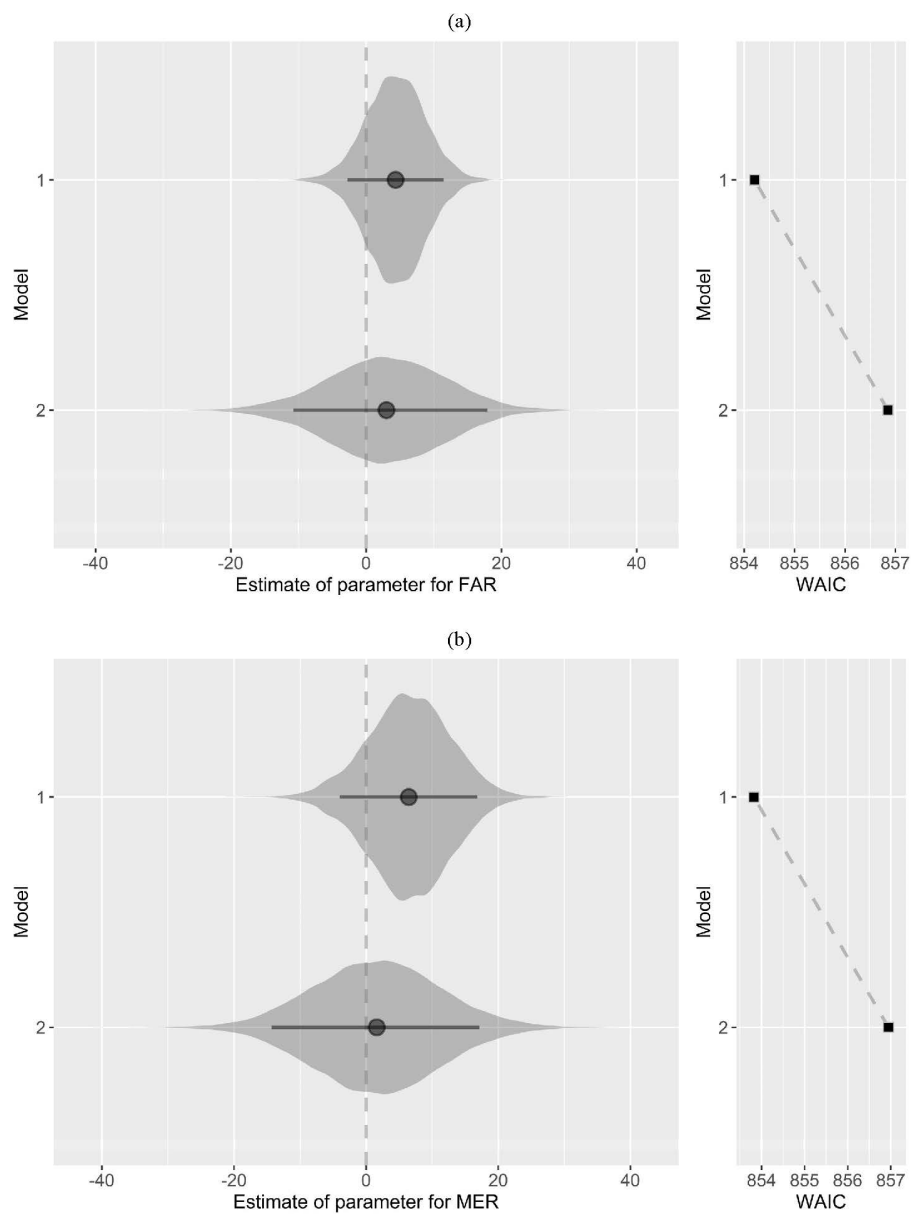 (a)
Model
1
2
-40 -20 0 20 40
Estimate of parameter for FAR
Model
1
2
854 855 856 857
WAIC
(b)
Model
1
2
-40 -20 0 20 40
Estimate of parameter for MER
Model
1
2
854 855 856 857
WAIC